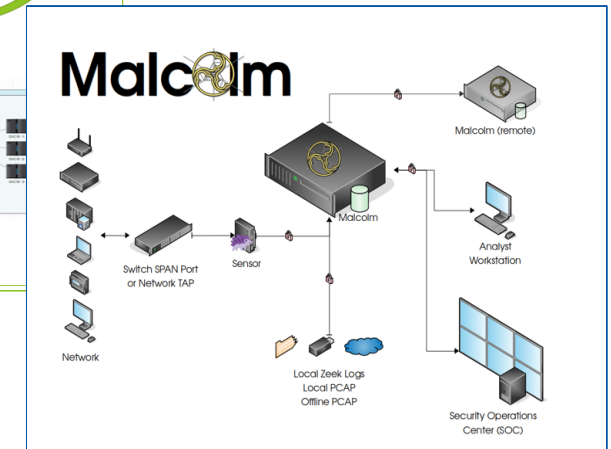 Malcolm
Malcolm (remote)
Malcolm
Analyst
Workstation
Switch SPAN Port
or Network TAP
Sensor
Network
Local Zeek Logs
Local PCAP
Offline PCAP
Security Operations
Center (SOC)